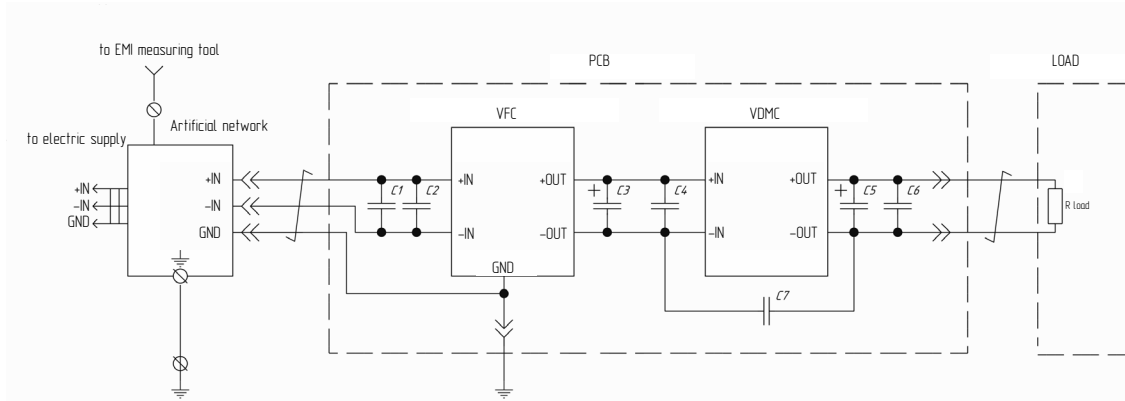 to EMI measuring tool
PCB
LOAD
Artificial network
to electric supply
VFC
VDMC
+IN
-IN
GND
+IN
-IN
GND
C1
C2
+IN
-IN
+OUT
-OUT
GND
+
C3
C4
+IN
-IN
+OUT
-OUT
+
C5
C6
C7
R load